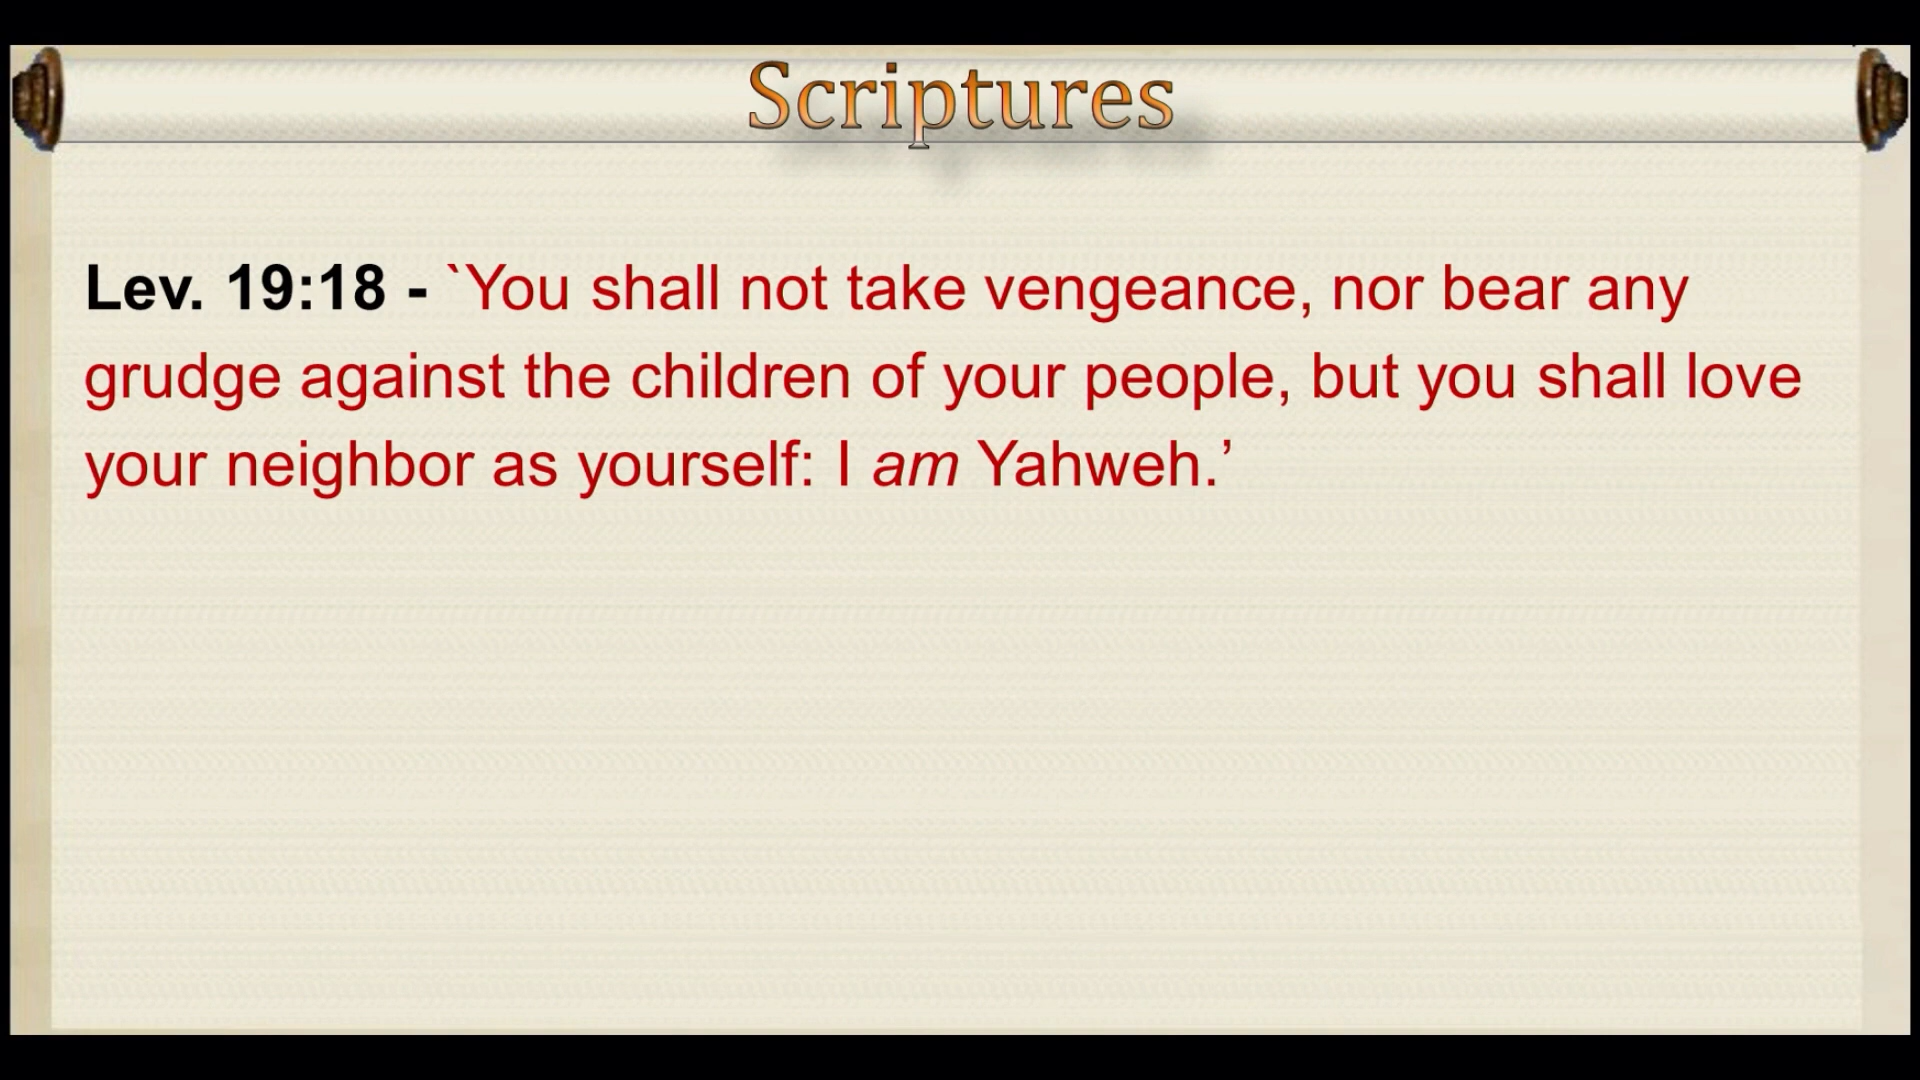 Scriptures
Lev. 19:18 - `You shall not take vengeance, nor bear any
grudge against the children of your people, but you shall love
your neighbor as yourself: I am Yahweh.’